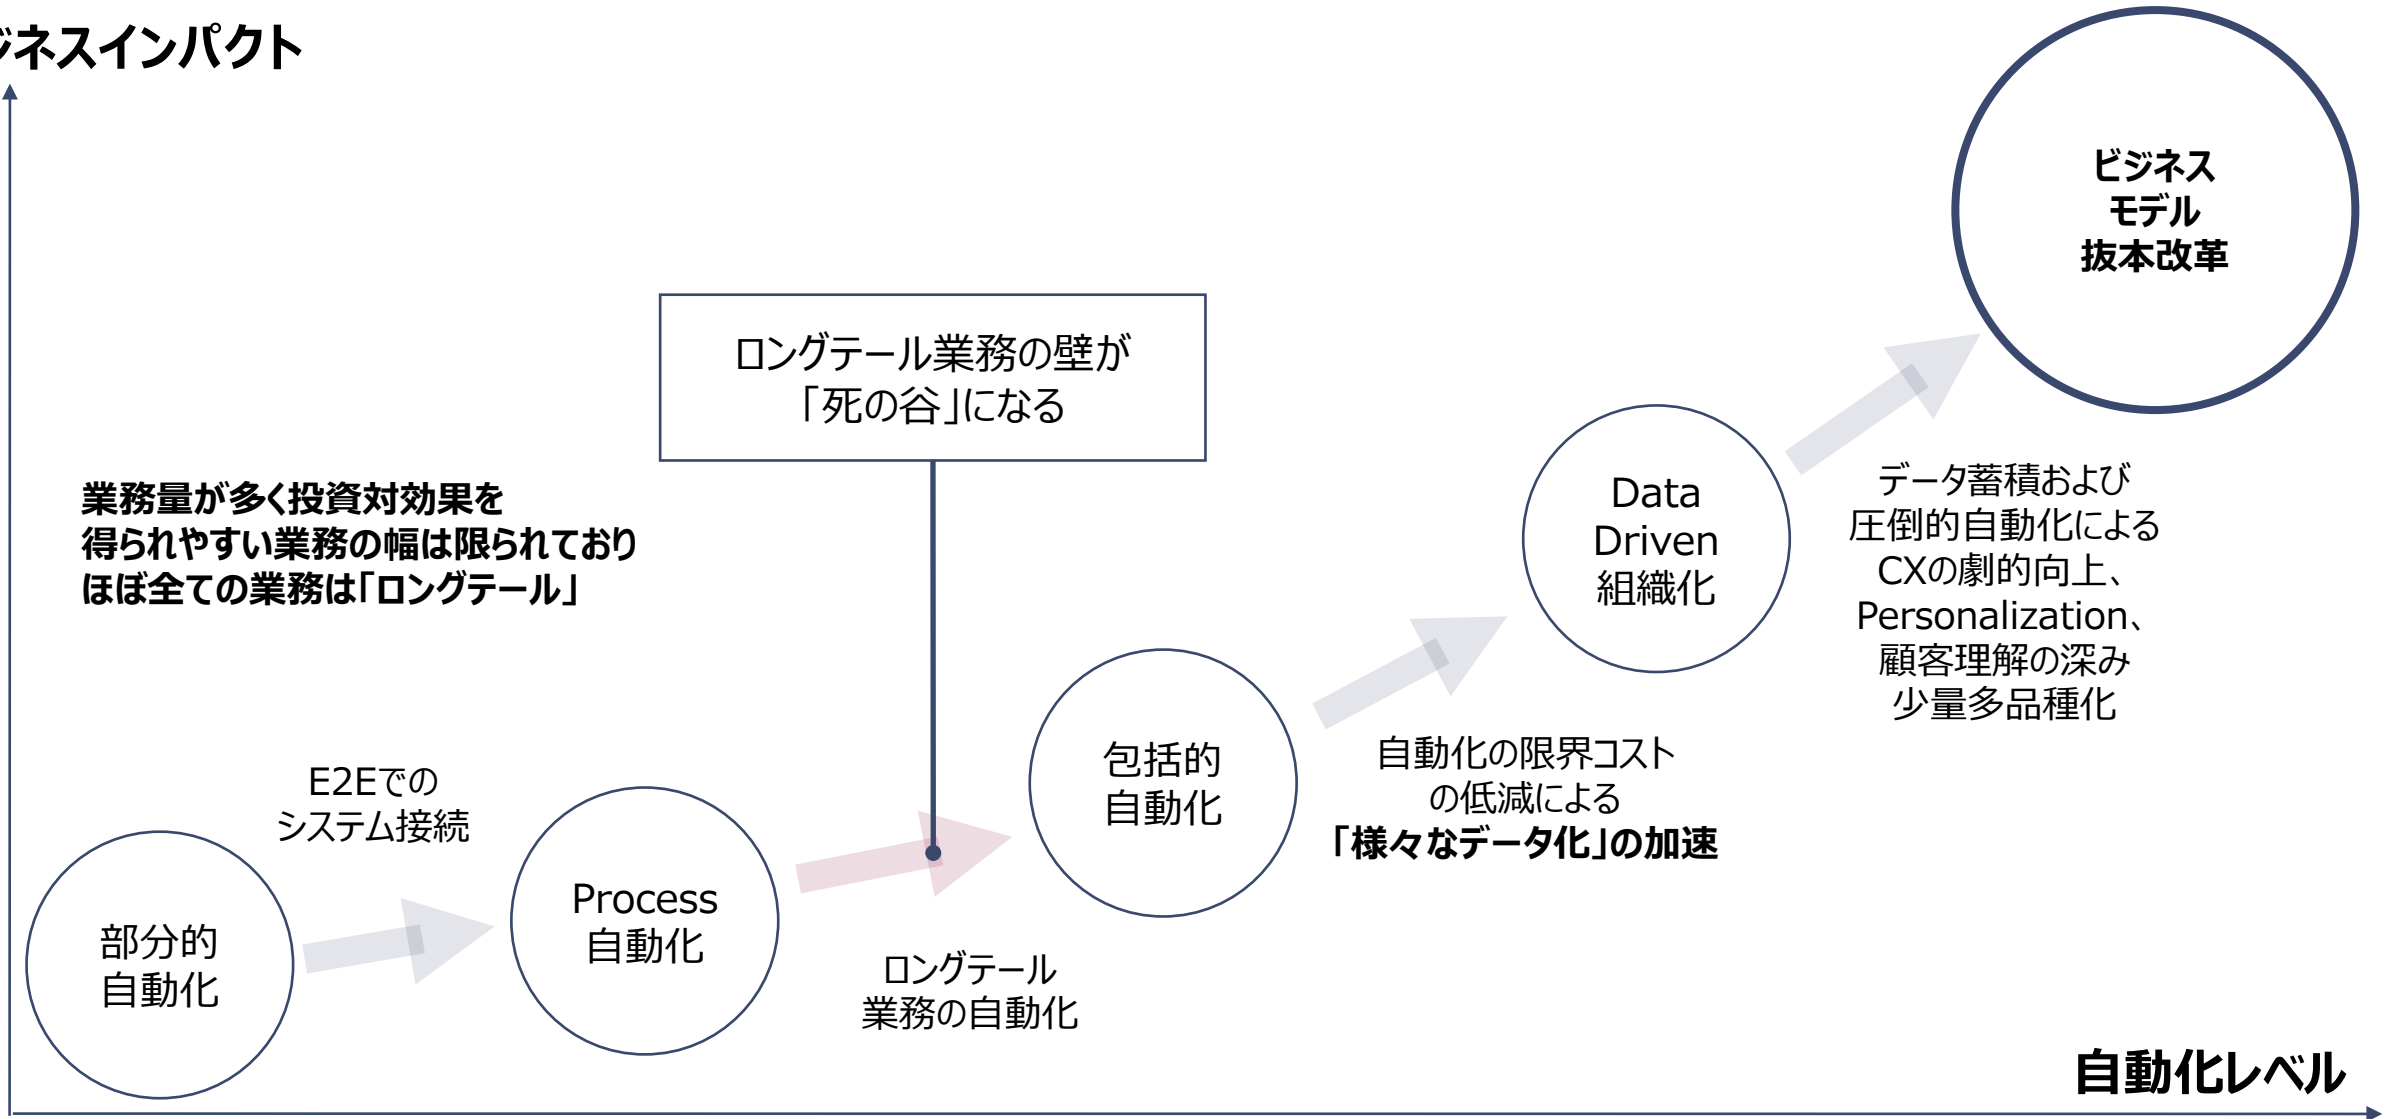 ジネスインパクト
ビジネス
モデル
抜本改革
ロングテール業務の壁が
「死の谷」になる
業務量が多く投資対効果を
得られやすい業務の幅は限られており
ほぼ全ての業務は「ロングテール」
Data
Driven
組織化
データ蓄積および
圧倒的自動化による
CXの劇的向上、
Personalization、
顧客理解の深み
少量多品種化
包括的
自動化
自動化の限界コスト
の低減による
「様々なデータ化」の加速
E2Eでの
システム接続
Process
自動化
部分的
自動化
ロングテール
業務の自動化
自動化レベル